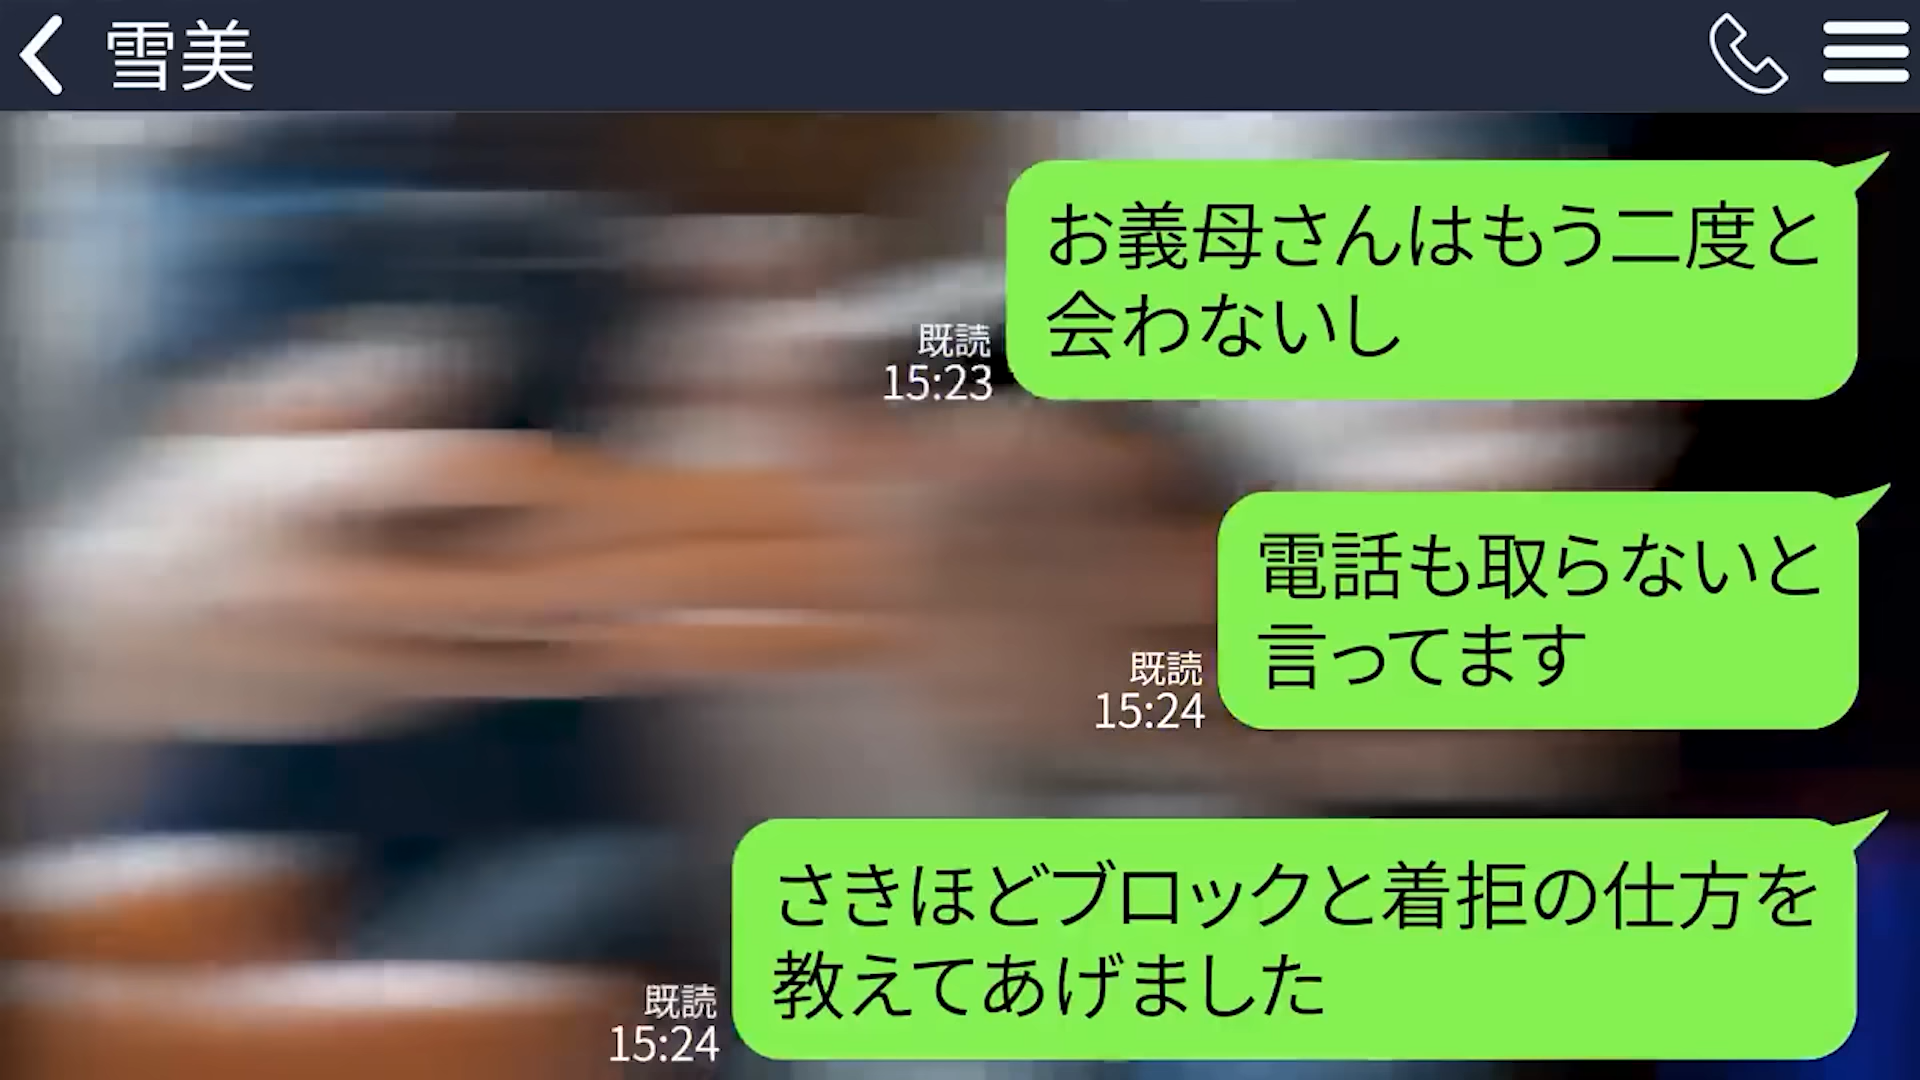 雪美
お義母さんはもう二度と
会わないし
既読
15:23
電話も取らないと
言ってます
既読
15:24
さきほどブロックと着拒の仕方を
教えてあげました
既読
15:24